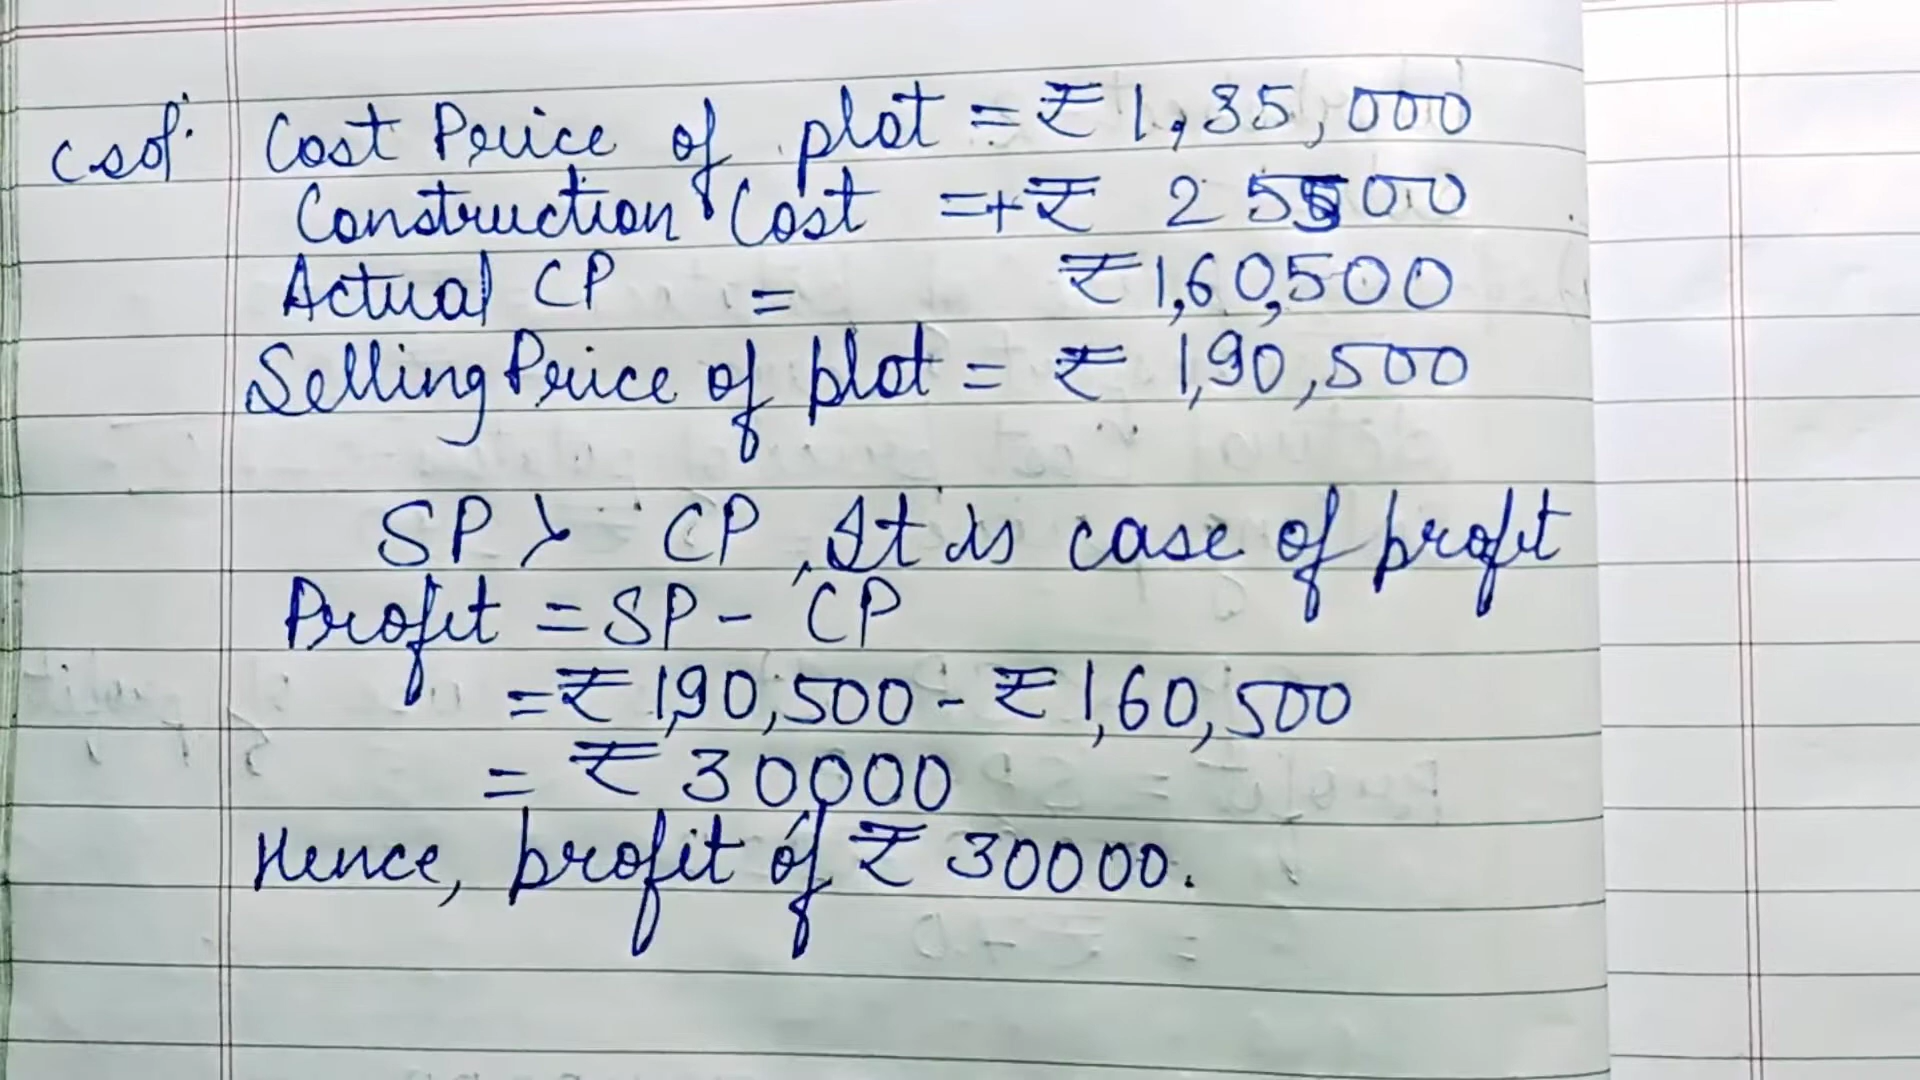 csol: Cost Price of plot = ₹ 1,35,000
Construction Cost = + ₹ 25500
Actual CP = ₹1,60,500
Selling Price of plot = ₹ 1,90,500
SP > CP, It is case of profit
Profit = SP - CP
= ₹ 1,90,500 - ₹ 1,60,500
= ₹ 30000
Hence, profit of ₹ 30000.